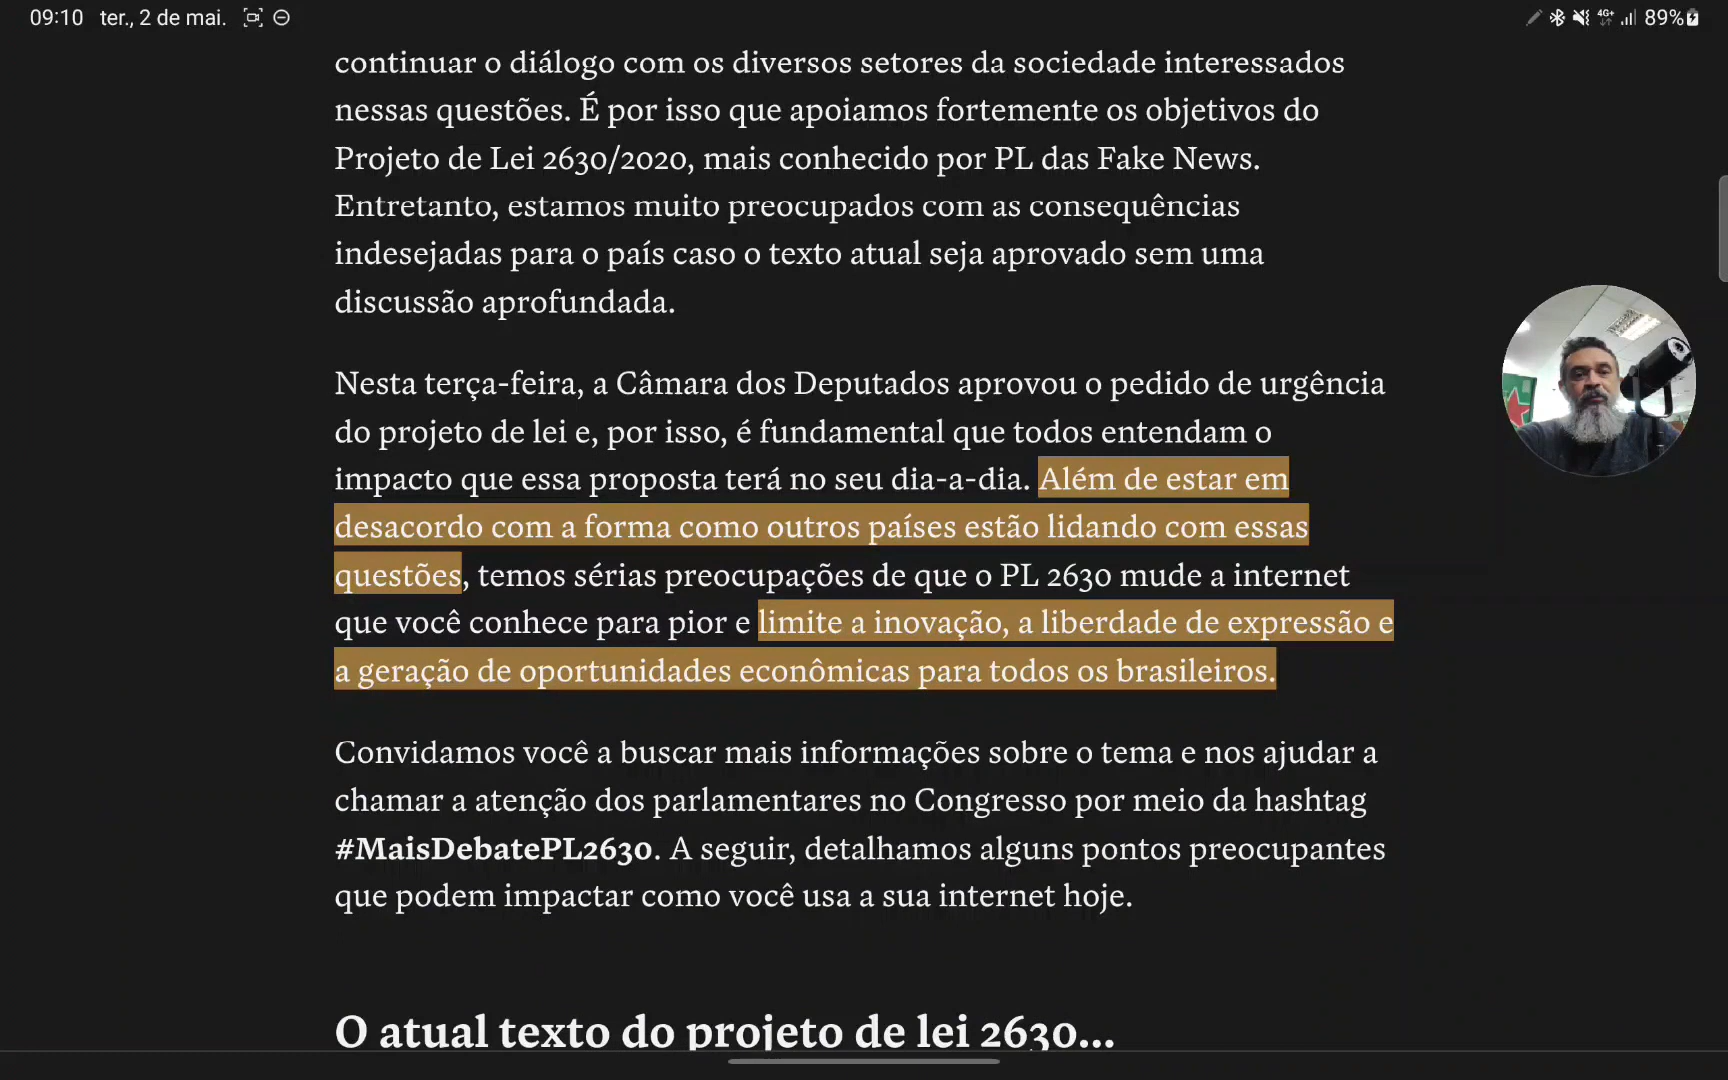 09:10 ter., 2 de mai.
4G+ 89%
continuar o diálogo com os diversos setores da sociedade interessados
nessas questões. É por isso que apoiamos fortemente os objetivos do
Projeto de Lei 2630/2020, mais conhecido por PL das Fake News.
Entretanto, estamos muito preocupados com as consequências
indesejadas para o país caso o texto atual seja aprovado sem uma
discussão aprofundada.
Nesta terça-feira, a Câmara dos Deputados aprovou o pedido de urgência
do projeto de lei e, por isso, é fundamental que todos entendam o
impacto que essa proposta terá no seu dia-a-dia. Além de estar em
desacordo com a forma como outros países estão lidando com essas
questões, temos sérias preocupações de que o PL 2630 mude a internet
que você conhece para pior e limite a inovação, a liberdade de expressão e
a geração de oportunidades econômicas para todos os brasileiros.
Convidamos você a buscar mais informações sobre o tema e nos ajudar a
chamar a atenção dos parlamentares no Congresso por meio da hashtag
#MaisDebatePL2630. A seguir, detalhamos alguns pontos preocupantes
que podem impactar como você usa a sua internet hoje.
O atual texto do projeto de lei 2630...